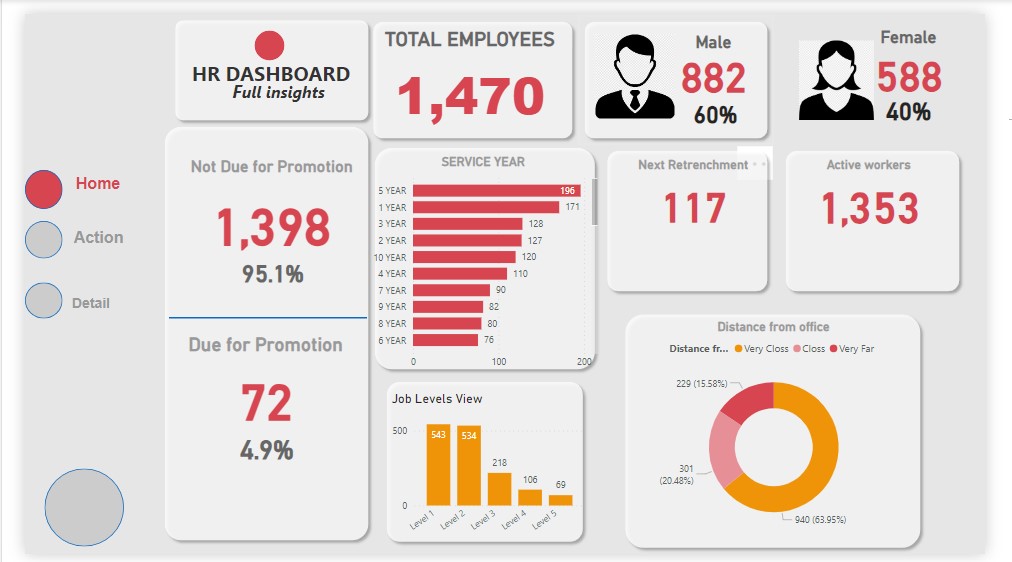 HR DASHBOARD
Full insights
TOTAL EMPLOYEES
1,470
Male
882
60%
Female
588
40%
Home
Action
Detail
Not Due for Promotion
1,398
95.1%
Due for Promotion
72
4.9%
SERVICE YEAR
5 YEAR 196
1 YEAR 171
3 YEAR 128
2 YEAR 127
10 YEAR 120
4 YEAR 110
7 YEAR 90
9 YEAR 82
8 YEAR 80
6 YEAR 76
0 100 200
Next Retrenchment
117
Active workers
1,353
Job Levels View
500
543 534 218 106 69
0
Level 1 Level 2 Level 3 Level 4 Level 5
Distance from office
Distance fr... Very Closs Closs Very Far
229 (15.58%)
301
(20.48%)
940 (63.95%)